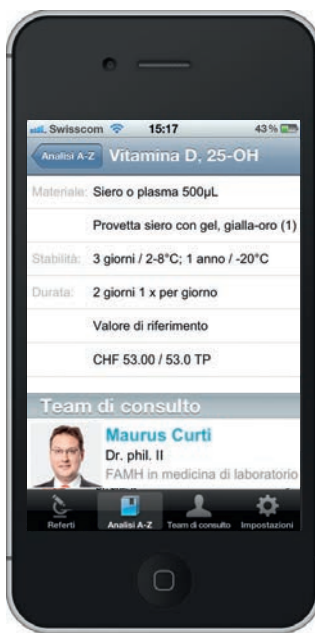 Swisscom 15:17 43 %
Analisi A-Z Vitamina D, 25-OH
Materiale: Siero o plasma 500µL
Provetta siero con gel, gialla-oro (1)
Stabilità: 3 giorni / 2-8°C; 1 anno / -20°C
Durata: 2 giorni 1 x per giorno
Valore di riferimento
CHF 53.00 / 53.0 TP
Team di consulto
Maurus Curti
Dr. phil. II
FAMH in medicina di laboratorio
Referti Analisi A-Z Team di consulto Impostazioni